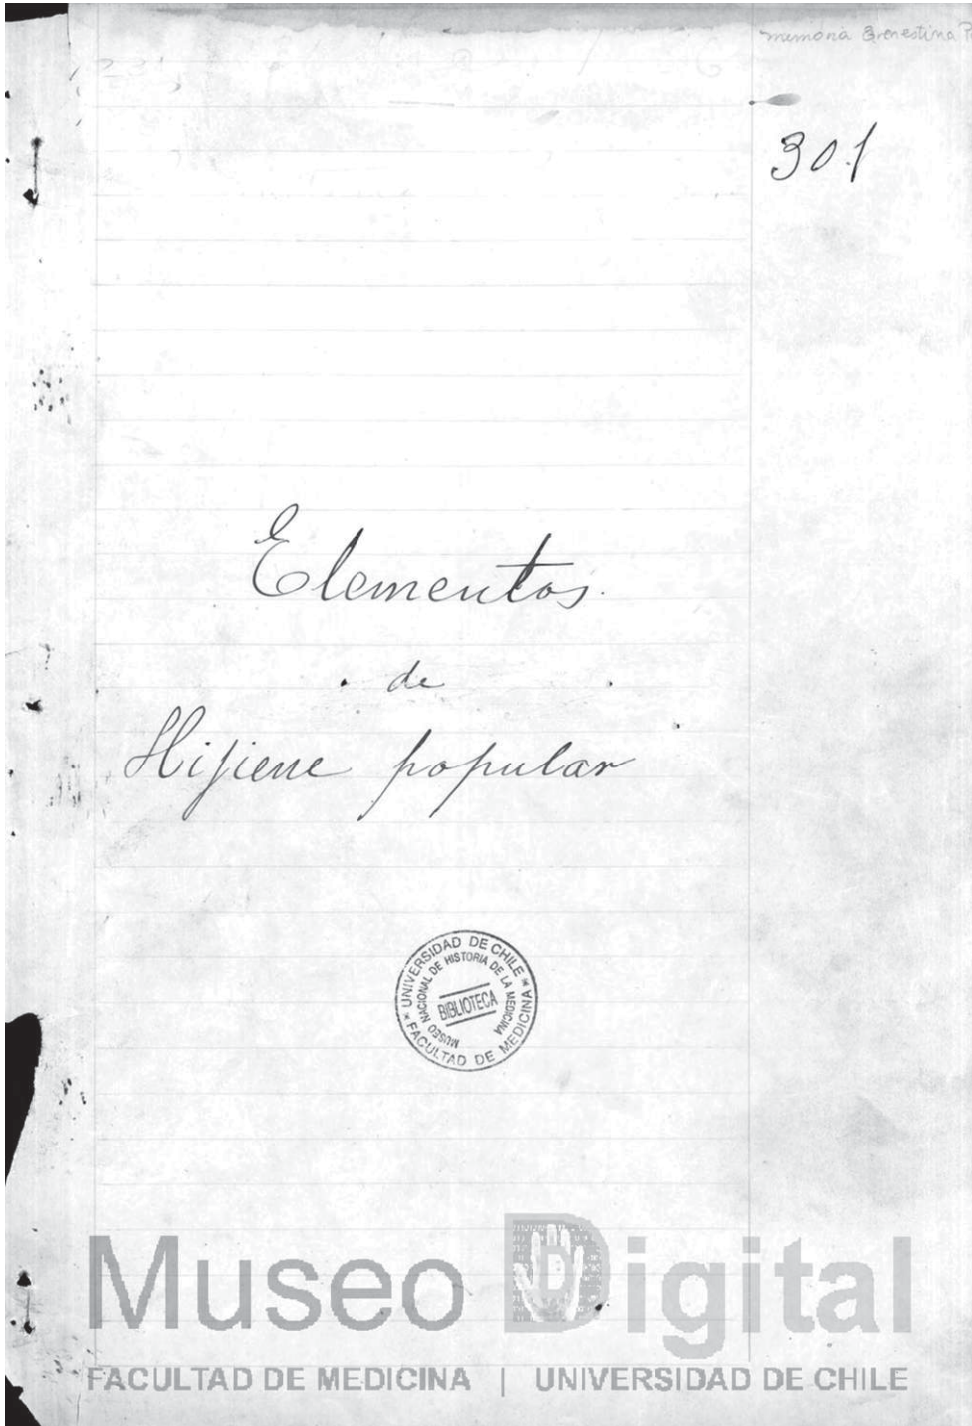 memoria Ernestina
301
Elementos.
de
Hijiene popular
UNIVERSIDAD DE CHILE * FACULTAD DE MEDICINA *
MUSEO NACIONAL DE HISTORIA DE LA MEDICINA
BIBLIOTECA
Museo Digital
FACULTAD DE MEDICINA | UNIVERSIDAD DE CHILE